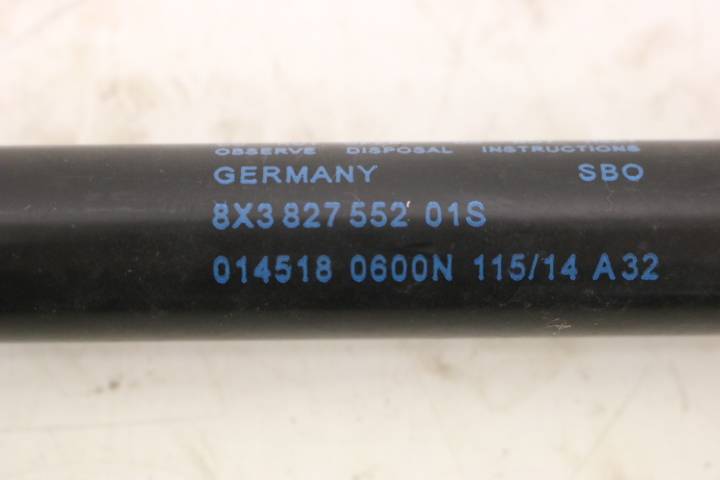 OBSERVE DISPOSAL INSTRUCTIONS
GERMANY SBO
8X3 827 552 01S
014518 0600N 115/14 A32